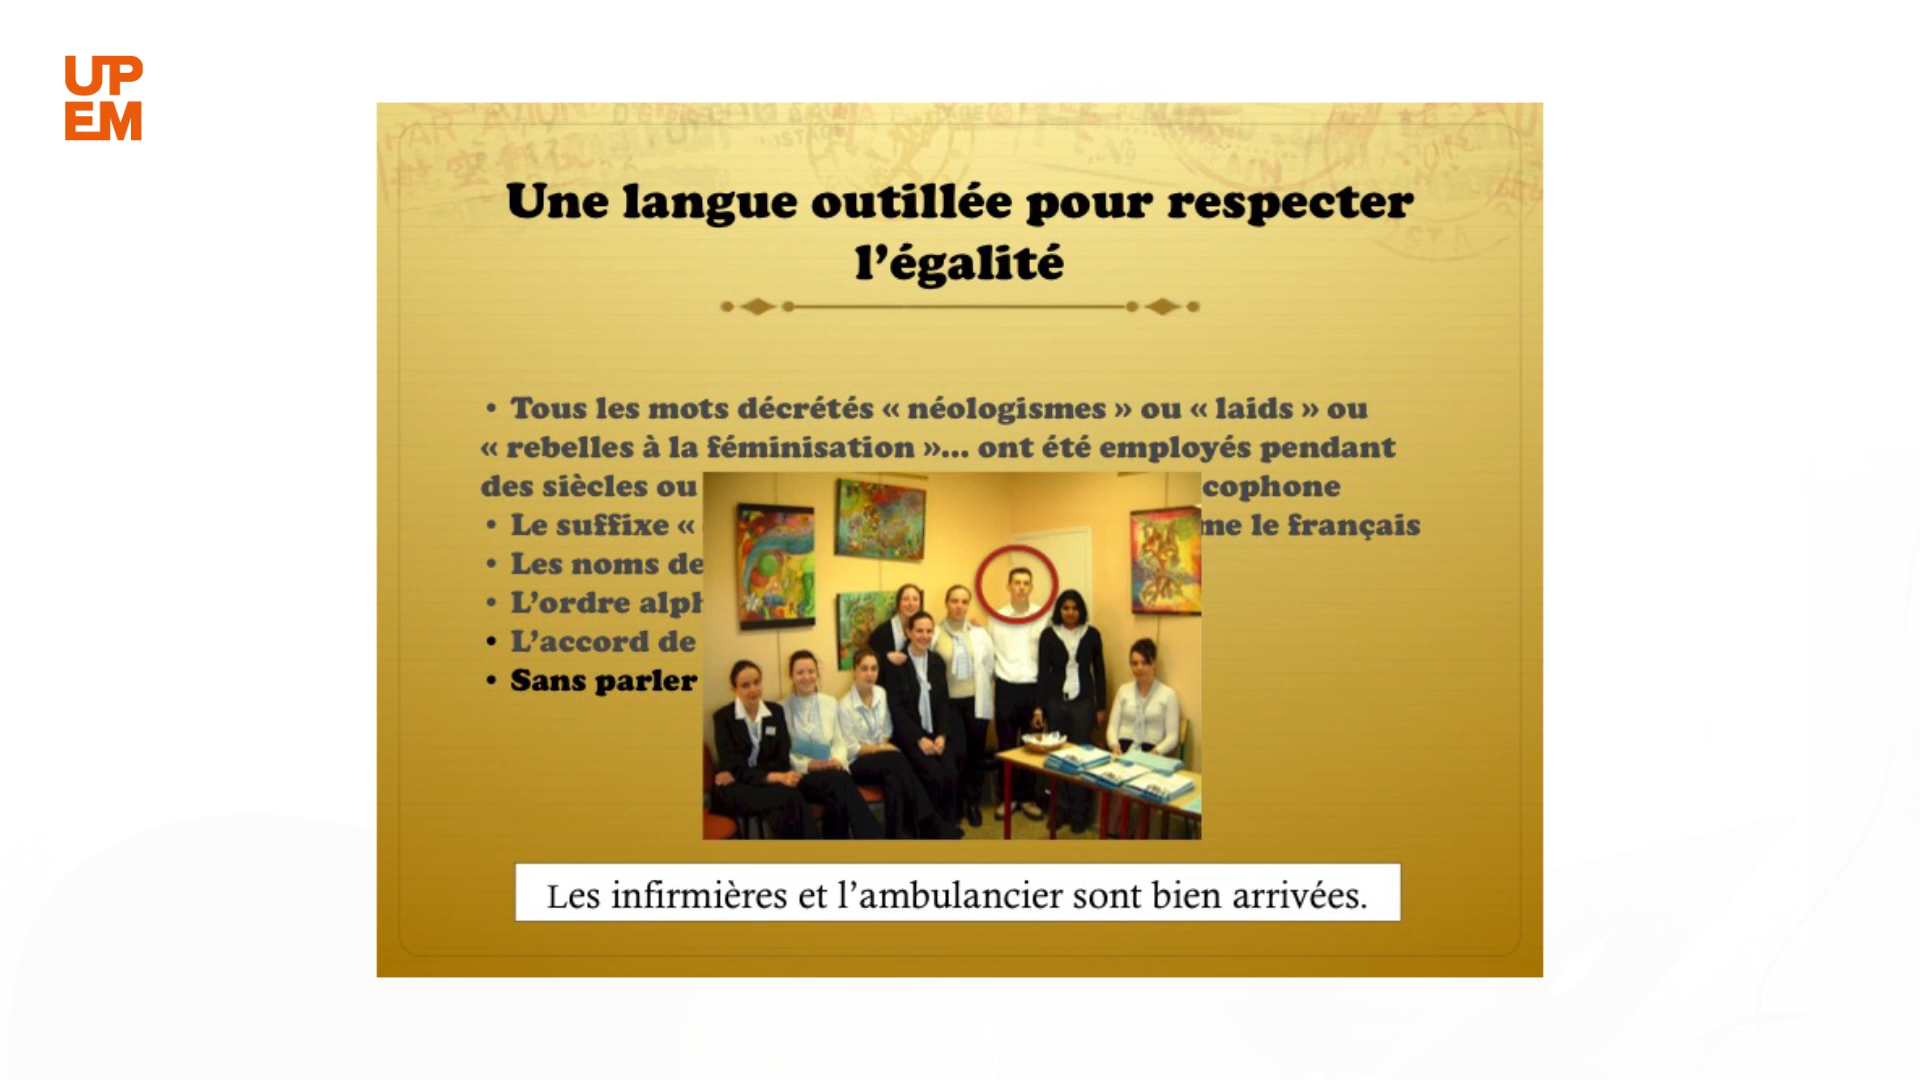 UP
EM
Une langue outillée pour respecter
l’égalité
• Tous les mots décrétés « néologismes » ou « laids » ou
« rebelles à la féminisation »... ont été employés pendant
des siècles ou cophone
• Le suffixe « me le français
• Les noms de
• L’ordre alph
• L’accord de
• Sans parler
Les infirmières et l’ambulancier sont bien arrivées.